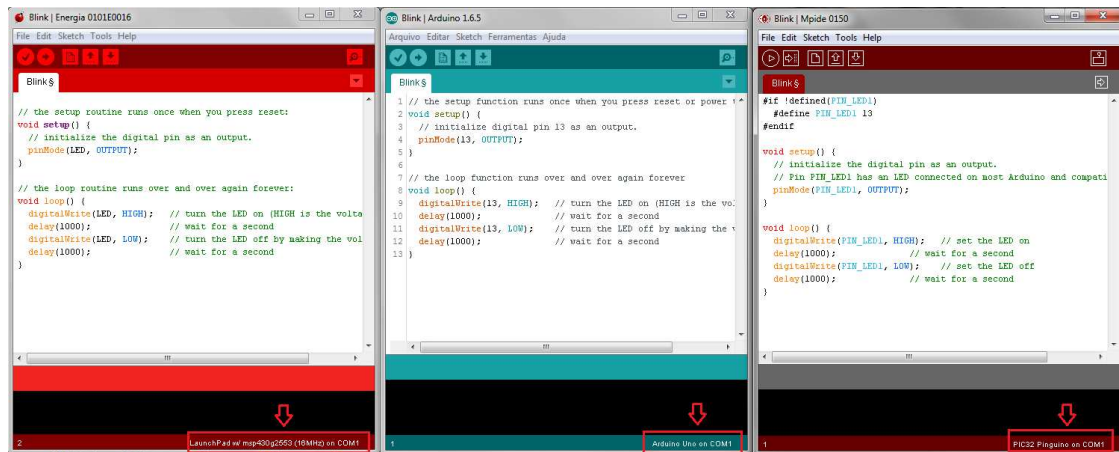 Blink | Energia 0101E0016
File Edit Sketch Tools Help
Blink §
// the setup routine runs once when you press reset:
void setup() {
  // initialize the digital pin as an output.
  pinMode(LED, OUTPUT);
}
// the loop routine runs over and over again forever:
void loop() {
  digitalWrite(LED, HIGH);   // turn the LED on (HIGH is the volta
  delay(1000);               // wait for a second
  digitalWrite(LED, LOW);    // turn the LED off by making the vol
  delay(1000);               // wait for a second
}
2
LaunchPad w/ msp430g2553 (16MHz) on COM1
Blink | Arduino 1.6.5
Arquivo Editar Sketch Ferramentas Ajuda
Blink §
1 // the setup function runs once when you press reset or power
2 void setup() {
3   // initialize digital pin 13 as an output.
4   pinMode(13, OUTPUT);
5 }
6
7 // the loop function runs over and over again forever
8 void loop() {
9   digitalWrite(13, HIGH);   // turn the LED on (HIGH is the vol
10   delay(1000);              // wait for a second
11   digitalWrite(13, LOW);    // turn the LED off by making the v
12   delay(1000);              // wait for a second
13 }
1
Arduino Uno on COM1
Blink | Mpide 0150
File Edit Sketch Tools Help
Blink §
#if !defined(PIN_LED1)
  #define PIN_LED1 13
#endif
void setup() {
  // initialize the digital pin as an output.
  // Pin PIN_LED1 has an LED connected on most Arduino and compati
  pinMode(PIN_LED1, OUTPUT);
}
void loop() {
  digitalWrite(PIN_LED1, HIGH);   // set the LED on
  delay(1000);              // wait for a second
  digitalWrite(PIN_LED1, LOW);    // set the LED off
  delay(1000);              // wait for a second
}
1
PIC32 Pinguino on COM1